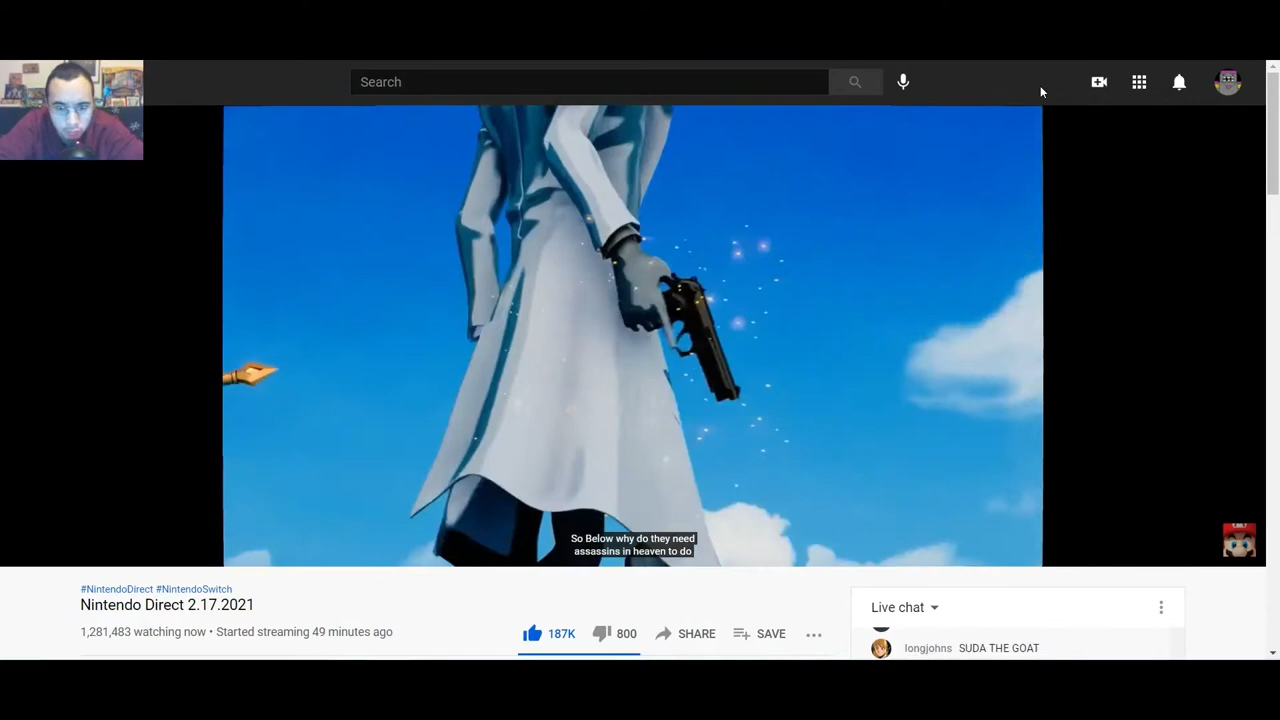 Search
So Below why do they need
assassins in heaven to do
#NintendoDirect #NintendoSwitch
Nintendo Direct 2.17.2021
1,281,483 watching now • Started streaming 49 minutes ago
187K
800
SHARE
SAVE
Live chat
longjohns SUDA THE GOAT